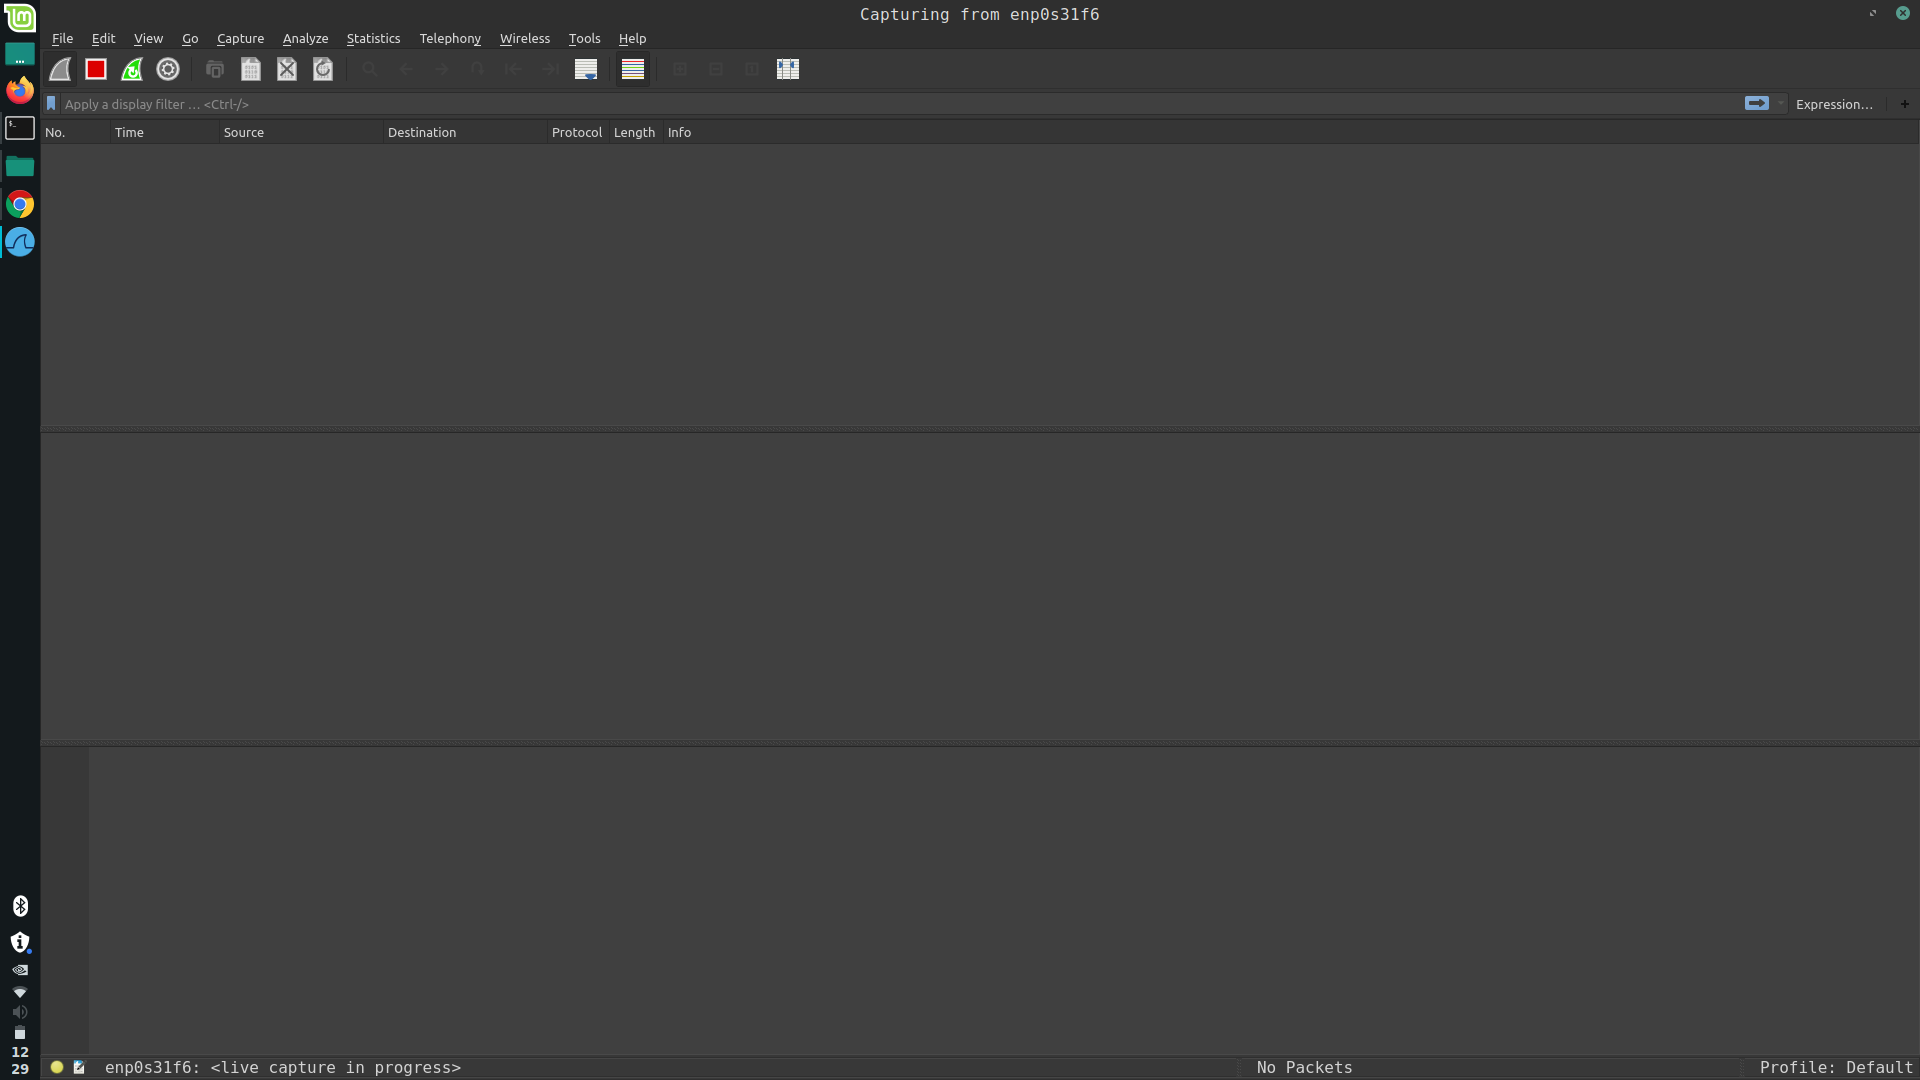 Capturing from enp0s31f6
File Edit View Go Capture Analyze Statistics Telephony Wireless Tools Help
Apply a display filter … <Ctrl-/>
Expression…
+
No. Time Source Destination Protocol Length Info
12
29
enp0s31f6: <live capture in progress>
No Packets
Profile: Default